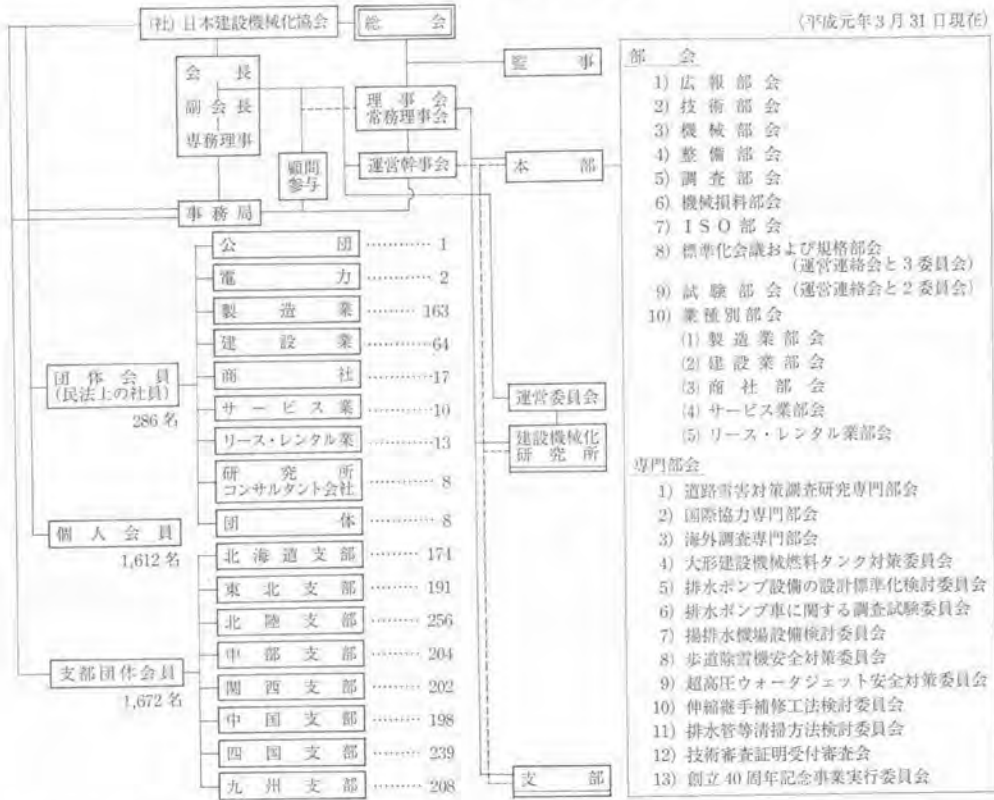 (社)日本建設機械化協会
総会
(平成元年3月31日現在)
会長
副会長
専務理事
監事
理事会
常務理事会
顧問
参与
運営幹事会
本部
事務局
公団 ………… 1
電力 ………… 2
製造業 ……… 163
建設業 ………… 64
商社 …………17
サービス業 …………10
リース・レンタル業 …………13
研究所
コンサルタント会社 ………… 8
団体 ………… 8
団体会員
(民法上の社員)
286名
個人会員
1,612名
北海道支部 ……… 174
東北支部 ……… 191
北陸支部 ……… 256
中部支部 ……… 204
関西支部 ……… 202
中国支部 ……… 198
四国支部 ……… 239
九州支部 ……… 208
支部団体会員
1,672名
運営委員会
建設機械化
研究所
支部
部会
1) 広報部会
2) 技術部会
3) 機械部会
4) 整備部会
5) 調査部会
6) 機械損料部会
7) ISO部会
8) 標準化会議および規格部会
(運営連絡会と3委員会)
9) 試験部会(運営連絡会と2委員会)
10) 業種別部会
(1) 製造業部会
(2) 建設業部会
(3) 商社部会
(4) サービス業部会
(5) リース・レンタル業部会
専門部会
1) 道路雪害対策調査研究専門部会
2) 国際協力専門部会
3) 海外調査専門部会
4) 大形建設機械燃料タンク対策委員会
5) 排水ポンプ設備の設計標準化検討委員会
6) 排水ポンプ車に関する調査試験委員会
7) 揚排水機場設備検討委員会
8) 歩道除雪機安全対策委員会
9) 超高圧ウォータジェット安全対策委員会
10) 伸縮継手補修工法検討委員会
11) 排水管等清掃方法検討委員会
12) 技術審査証明受付審査会
13) 創立40周年記念事業実行委員会